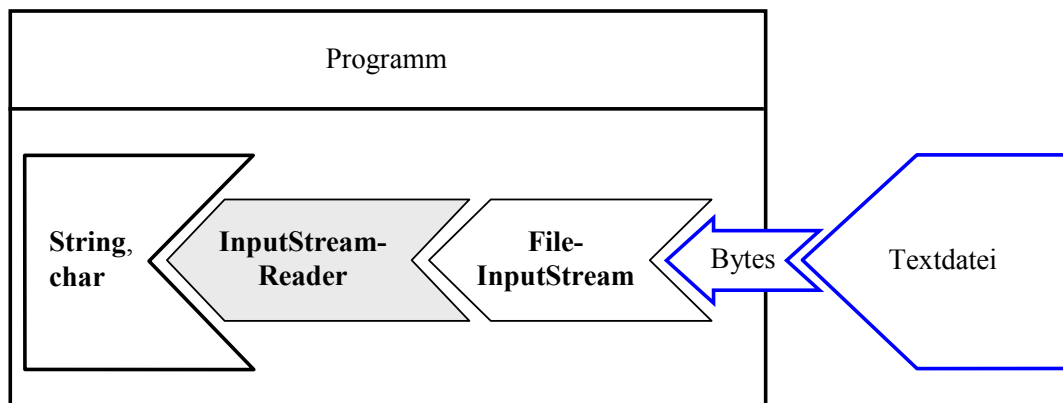 Programm
String,
char
InputStream-
Reader
File-
InputStream
Bytes
Textdatei